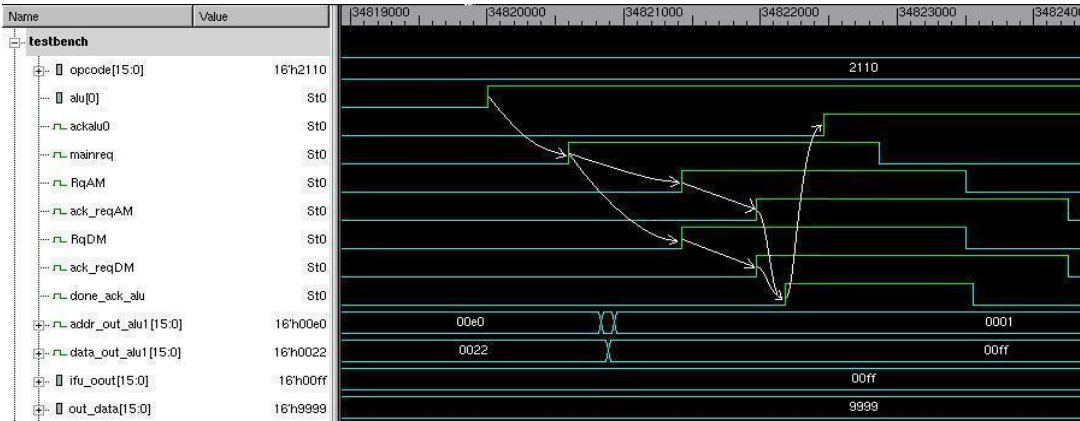 Name Value 34819000 34820000 34821000 34822000 34823000 348240
testbench
opcode[15:0] 16'h2110 2110
alu[0] St0
ackalu0 St0
mainreq St0
RqAM St0
ack_reqAM St0
RqDM St0
ack_reqDM St0
done_ack_alu St0
addr_out_alu1[15:0] 16'h00e0 00e0 0001
data_out_alu1[15:0] 16'h0022 0022 00ff
ifu_oout[15:0] 16'h00ff 00ff
out_data[15:0] 16'h9999 9999